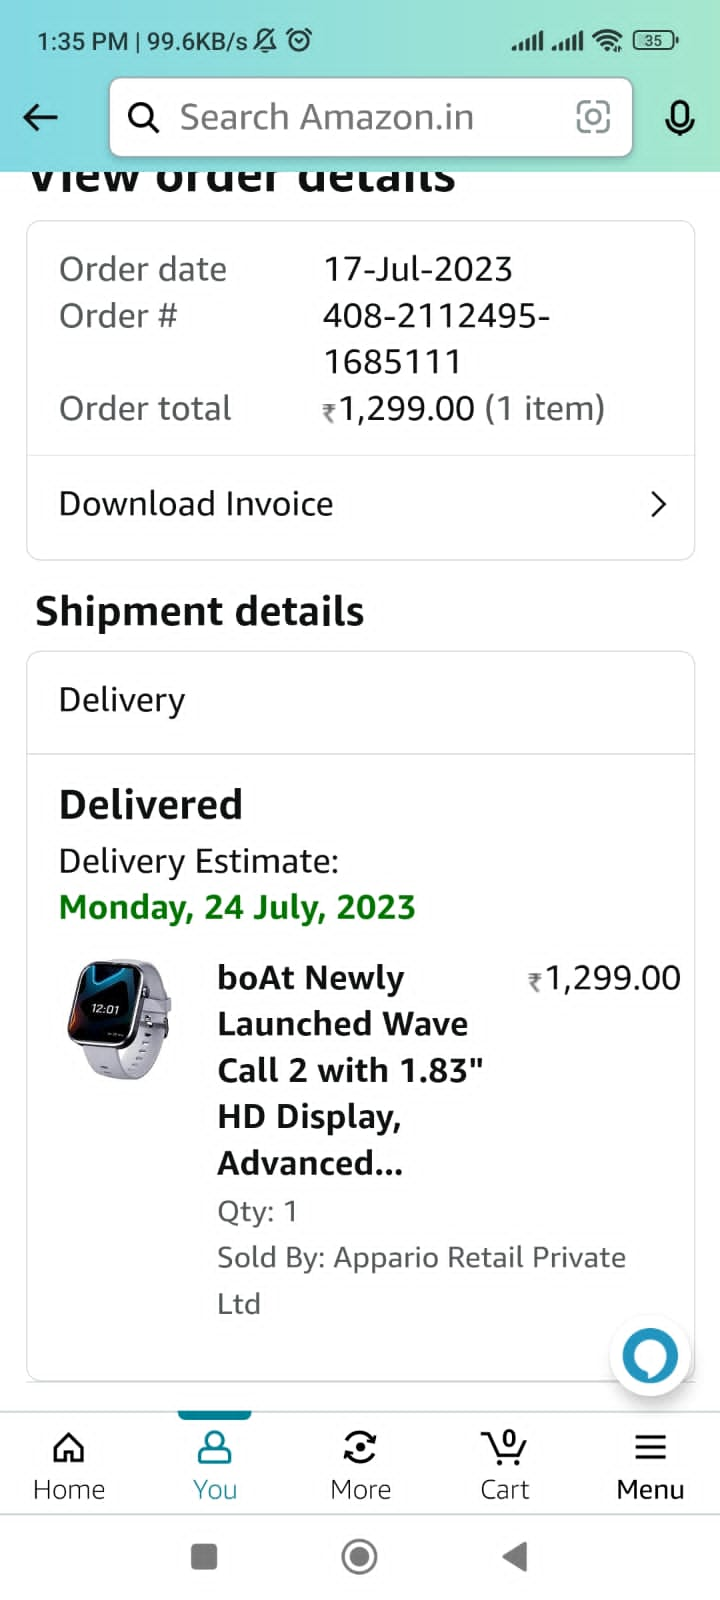 1:35 PM | 99.6KB/s
35
Search Amazon.in
View order details
Order date 17-Jul-2023
Order # 408-2112495-
1685111
Order total ₹1,299.00 (1 item)
Download Invoice
Shipment details
Delivery
Delivered
Delivery Estimate:
Monday, 24 July, 2023
12:01
boAt Newly ₹1,299.00
Launched Wave
Call 2 with 1.83"
HD Display,
Advanced...
Qty: 1
Sold By: Appario Retail Private
Ltd
0
Home You More Cart Menu